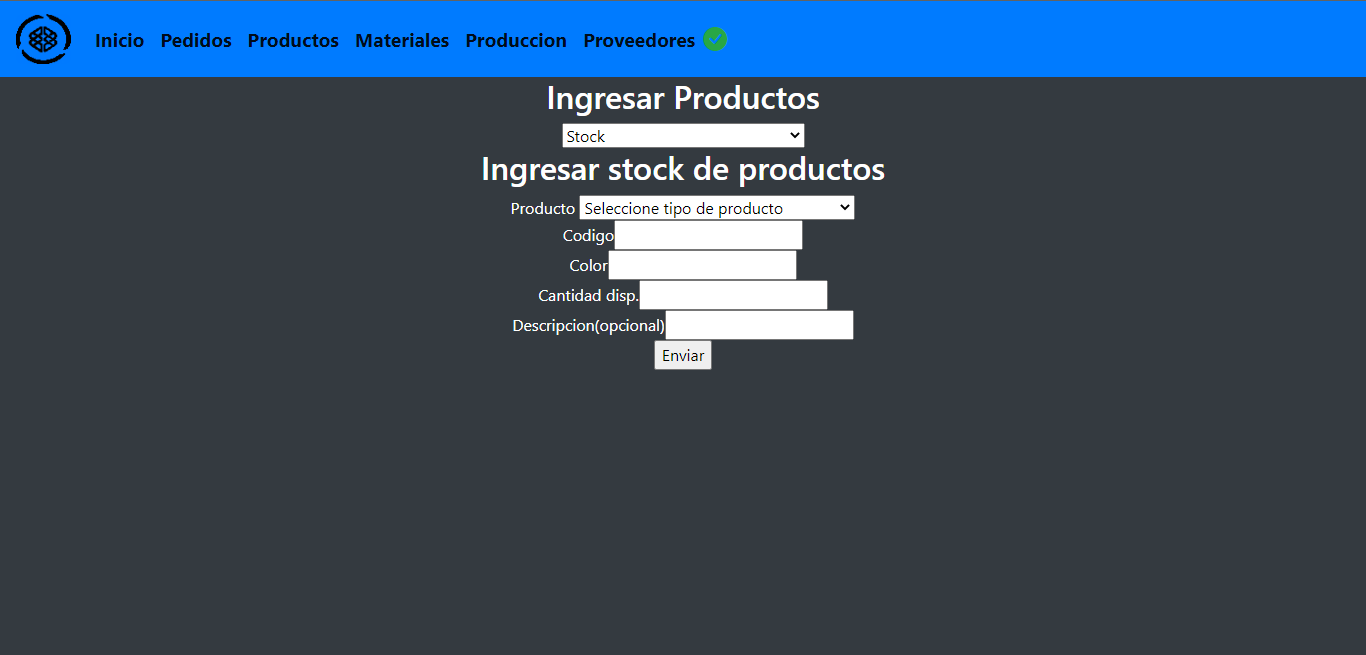 Inicio Pedidos Productos Materiales Produccion Proveedores
Ingresar Productos
Stock
Ingresar stock de productos
Producto Seleccione tipo de producto
Codigo
Color
Cantidad disp.
Descripcion(opcional)
Enviar